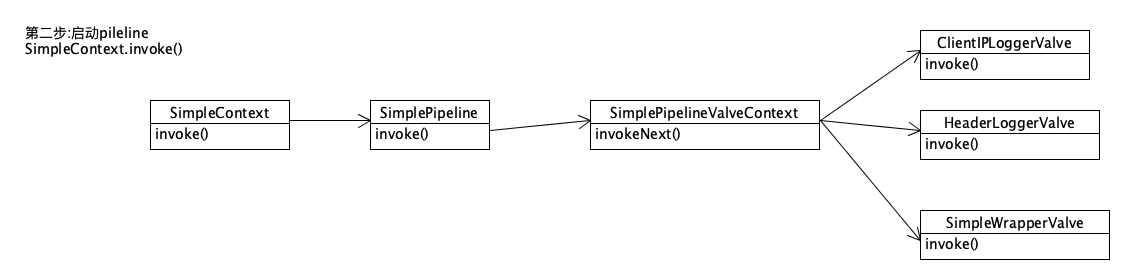 第二步:启动pileline
SimpleContext.invoke()
SimpleContext
invoke()
SimplePipeline
invoke()
SimplePipelineValveContext
invokeNext()
ClientIPLoggerValve
invoke()
HeaderLoggerValve
invoke()
SimpleWrapperValve
invoke()